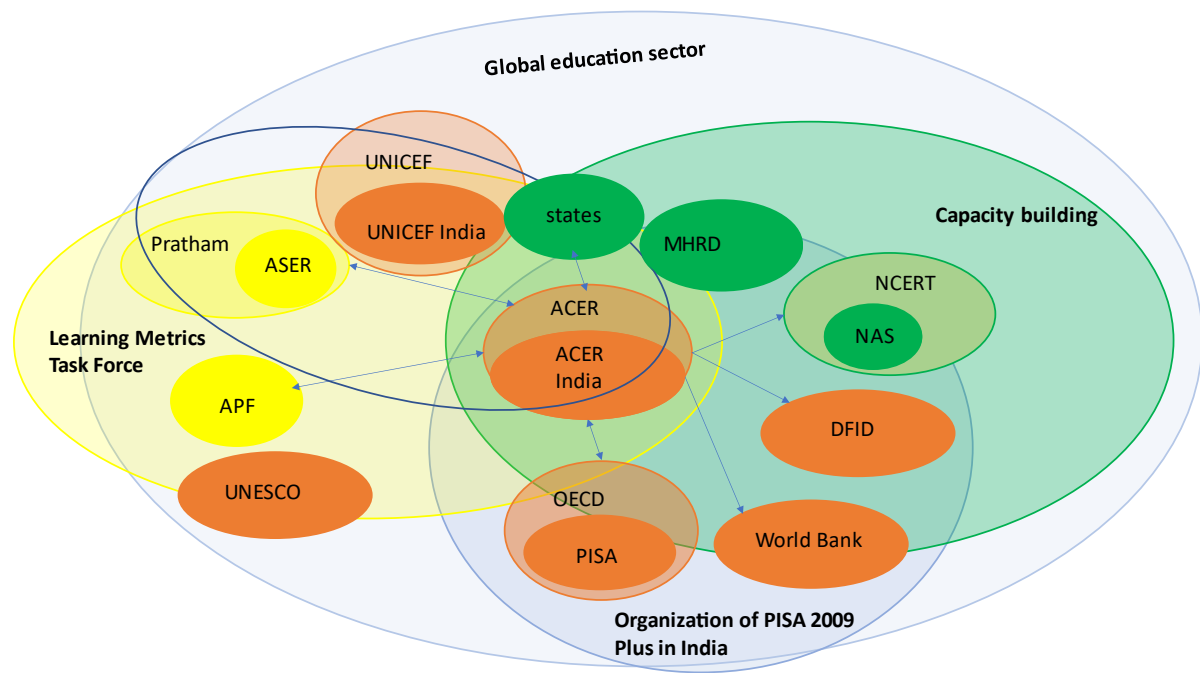 Global education sector
UNICEF
UNICEF India
states
Capacity building
MHRD
Pratham
ASER
NCERT
NAS
ACER
ACER
India
Learning Metrics
Task Force
APF
DFID
UNESCO
OECD
PISA
World Bank
Organization of PISA 2009
Plus in India